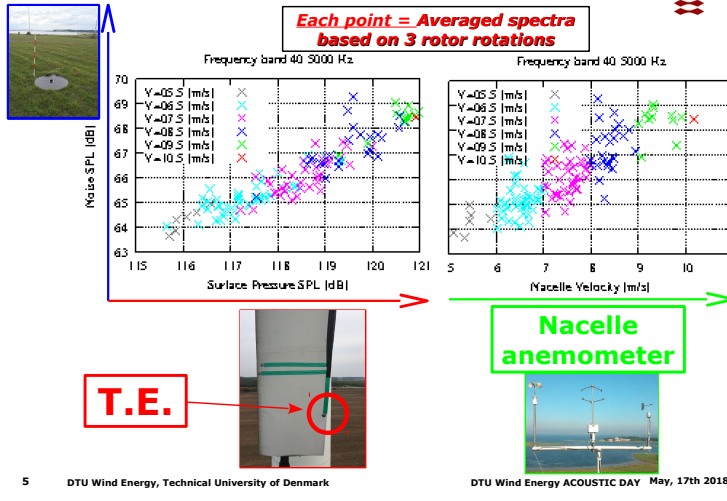 Each point = Averaged spectra
based on 3 rotor rotations
Frequency band 40 5000 Hz
Noise SPL [dB]
70
69
68
67
66
65
64
63
V=05.5 [m/s]
V=06.5 [m/s]
V=07.5 [m/s]
V=08.5 [m/s]
V=09.5 [m/s]
V=10.5 [m/s]
115 116 117 118 119 120 121
Surface Pressure SPL [dB]
Frequency band 40 5000 Hz
V=05.5 [m/s]
V=06.5 [m/s]
V=07.5 [m/s]
V=08.5 [m/s]
V=09.5 [m/s]
V=10.5 [m/s]
5 6 7 8 9 10
Nacelle Velocity [m/s]
T.E.
Nacelle
anemometer
5 DTU Wind Energy, Technical University of Denmark DTU Wind Energy ACOUSTIC DAY May, 17th